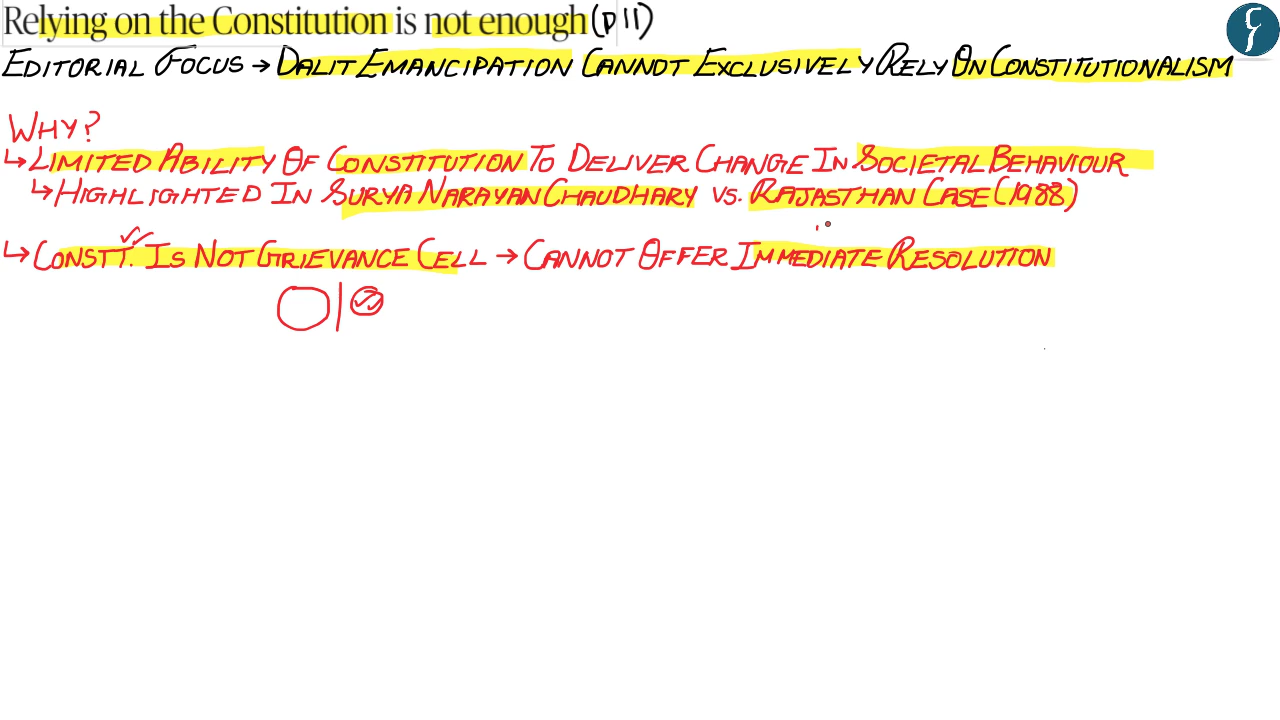 Relying on the Constitution is not enough (P11)
EDITORIAL FOCUS → DALIT EMANCIPATION CANNOT EXCLUSIVELY RELY ON CONSTITUTIONALISM
WHY?
↳ LIMITED ABILITY OF CONSTITUTION TO DELIVER CHANGE IN SOCIETAL BEHAVIOUR
↳ HIGHLIGHTED IN SURYA NARAYAN CHAUDHARY VS. RAJASTHAN CASE (1988)
↳ CONSTT. IS NOT GRIEVANCE CELL → CANNOT OFFER IMMEDIATE RESOLUTION